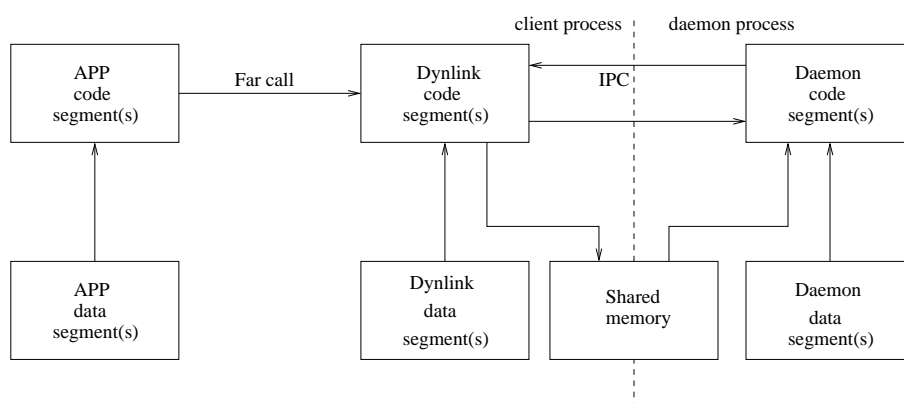 client process
daemon process
APP
code
segment(s)
Far call
Dynlink
code
segment(s)
IPC
Daemon
code
segment(s)
APP
data
segment(s)
Dynlink
data
segment(s)
Shared
memory
Daemon
data
segment(s)